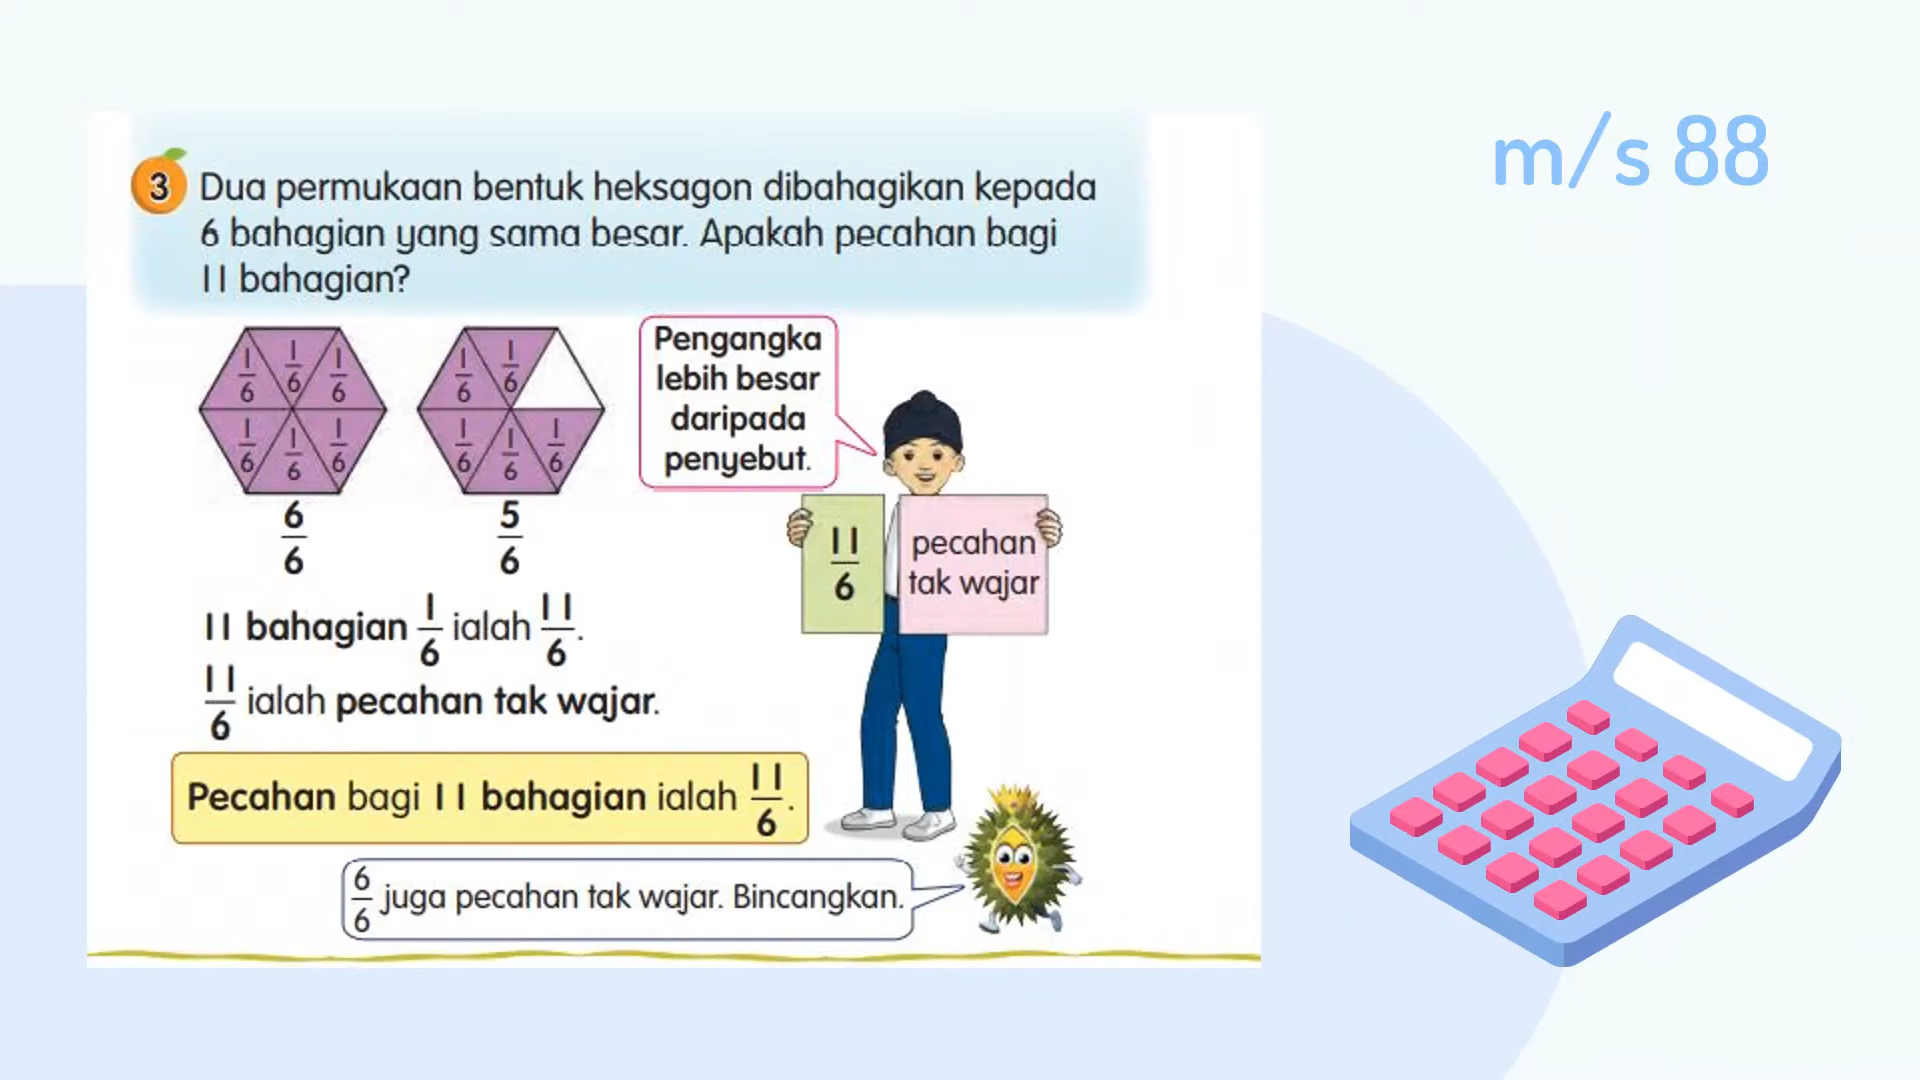 m/s 88
3 Dua permukaan bentuk heksagon dibahagikan kepada
6 bahagian yang sama besar. Apakah pecahan bagi
11 bahagian?
1/6 1/6 1/6 1/6 1/6
1/6 1/6 1/6 1/6 1/6 1/6
6/6 5/6
Pengangka
lebih besar
daripada
penyebut.
11/6
pecahan
tak wajar
11 bahagian 1/6 ialah 11/6.
11/6 ialah pecahan tak wajar.
Pecahan bagi 11 bahagian ialah 11/6.
6/6 juga pecahan tak wajar. Bincangkan.